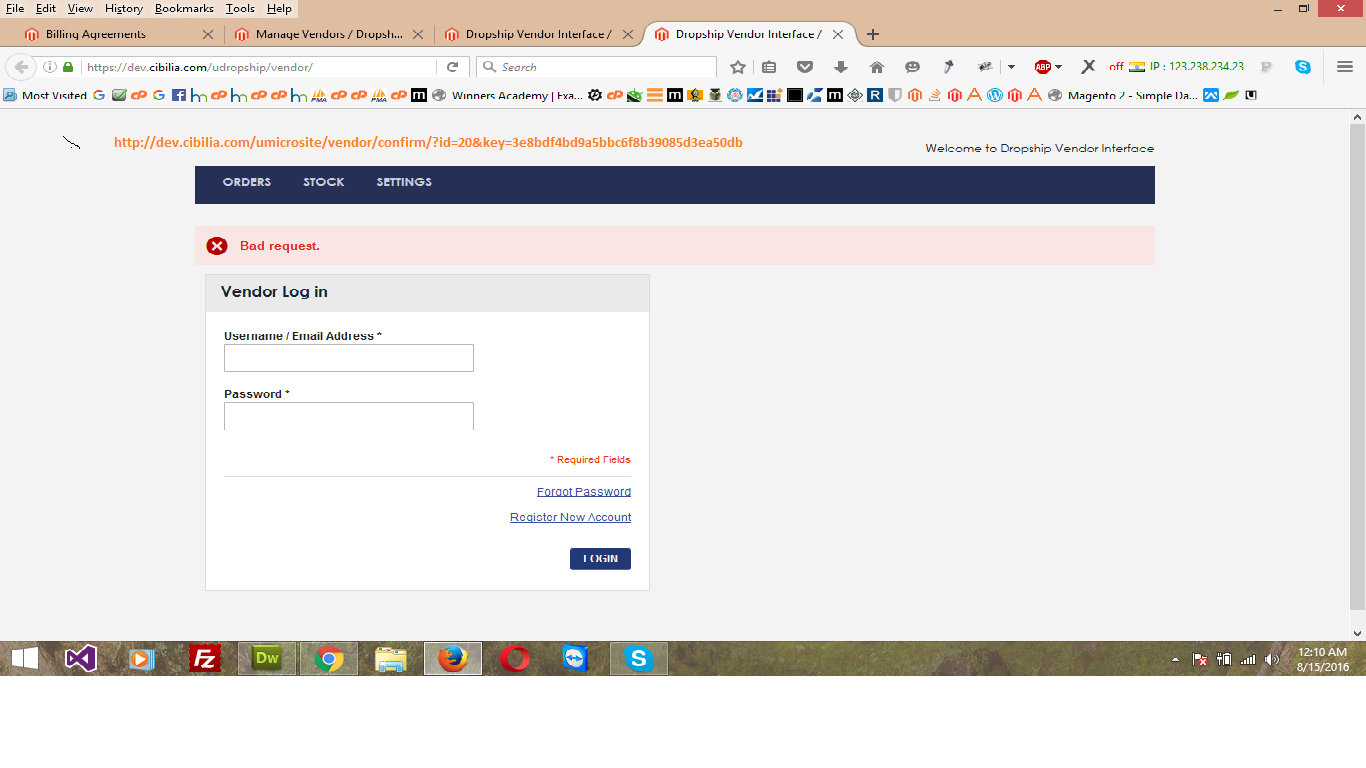 File Edit View History Bookmarks Tools Help
Billing Agreements
Manage Vendors / Dropsh...
Dropship Vendor Interface /
Dropship Vendor Interface /
https://dev.cibilia.com/udropship/vendor/
Search
ABP
off
IP : 123.238.234.23
Most Visited
Winners Academy | Exa...
Magento 2 - Simple Da...
http://dev.cibilia.com/umicrosite/vendor/confirm/?id=20&key=3e8bdf4bd9a5bbc6f8b39085d3ea50db
Welcome to Dropship Vendor Interface
ORDERS STOCK SETTINGS
Bad request.
Vendor Log in
Username / Email Address *
Password *
* Required Fields
Forgot Password
Register New Account
LOGIN
Fz
Dw
12:10 AM
8/15/2016